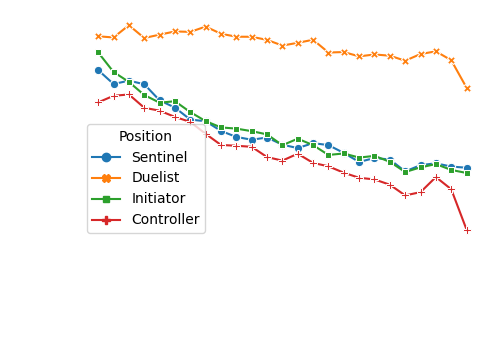 Position
Sentinel
Duelist
Initiator
Controller